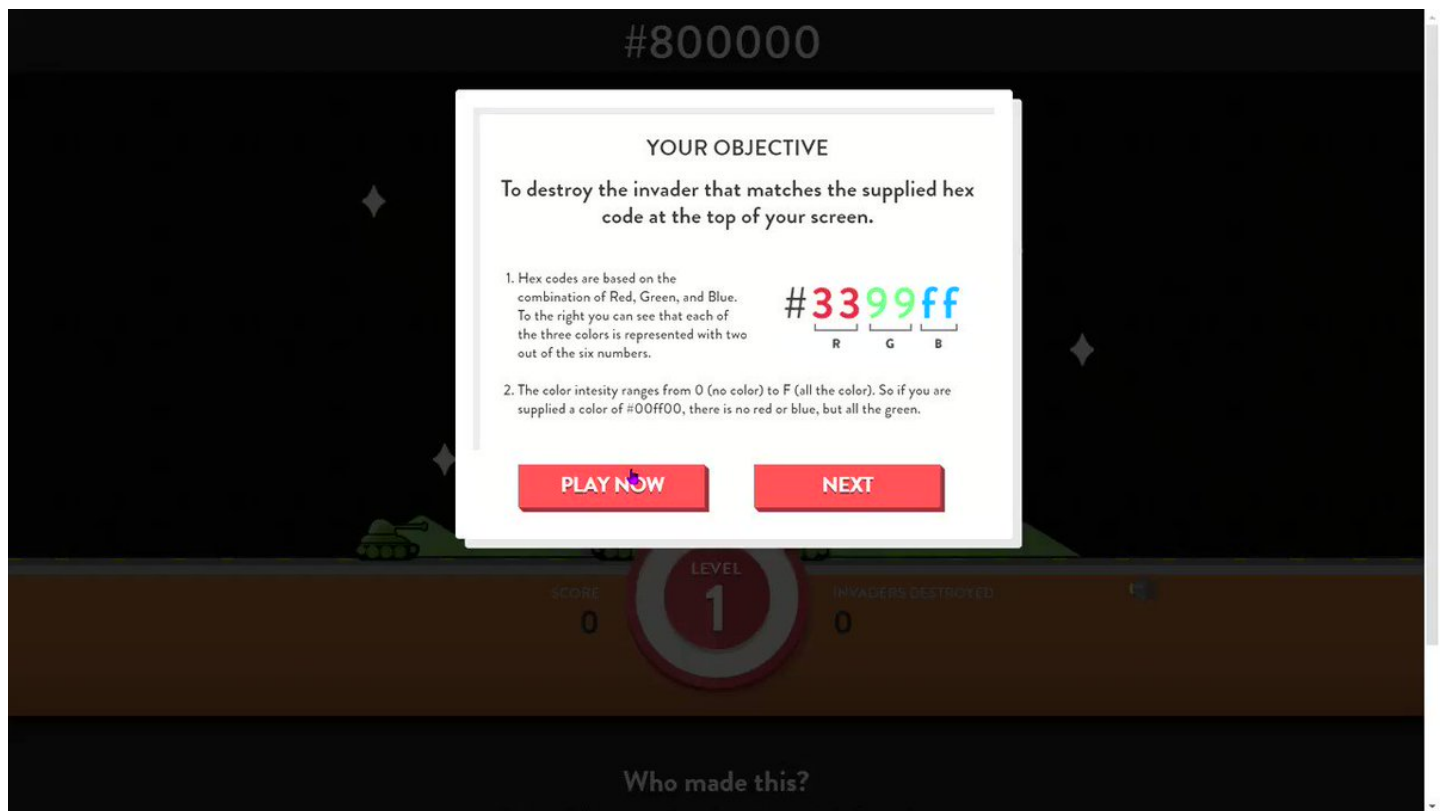 #800000
YOUR OBJECTIVE
To destroy the invader that matches the supplied hex
code at the top of your screen.
1. Hex codes are based on the
combination of Red, Green, and Blue.
To the right you can see that each of
the three colors is represented with two
out of the six numbers.
#3399ff
R G B
2. The color intesity ranges from 0 (no color) to F (all the color). So if you are
supplied a color of #00ff00, there is no red or blue, but all the green.
PLAY NOW
NEXT
LEVEL
1
SCORE
0
INVADERS DESTROYED
0
Who made this?